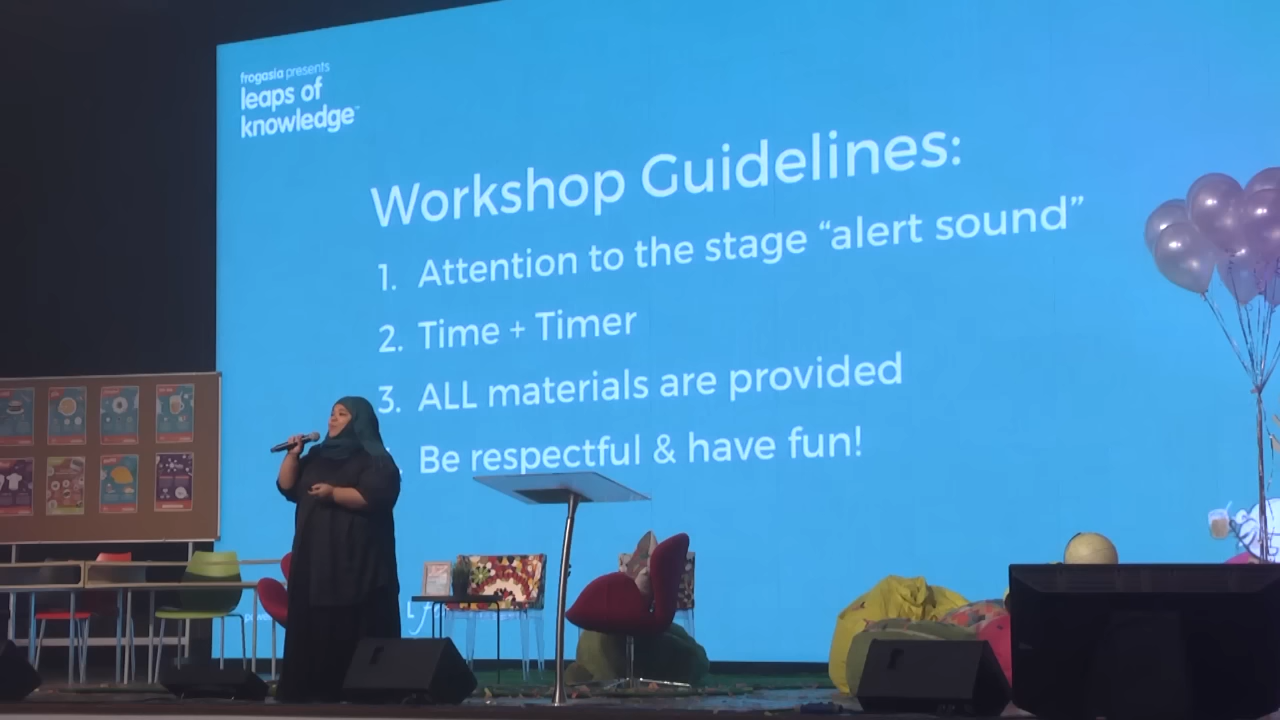 frogasia presents
leaps of
knowledge™
Workshop Guidelines:
1. Attention to the stage “alert sound”
2. Time + Timer
3. ALL materials are provided
. Be respectful & have fun!